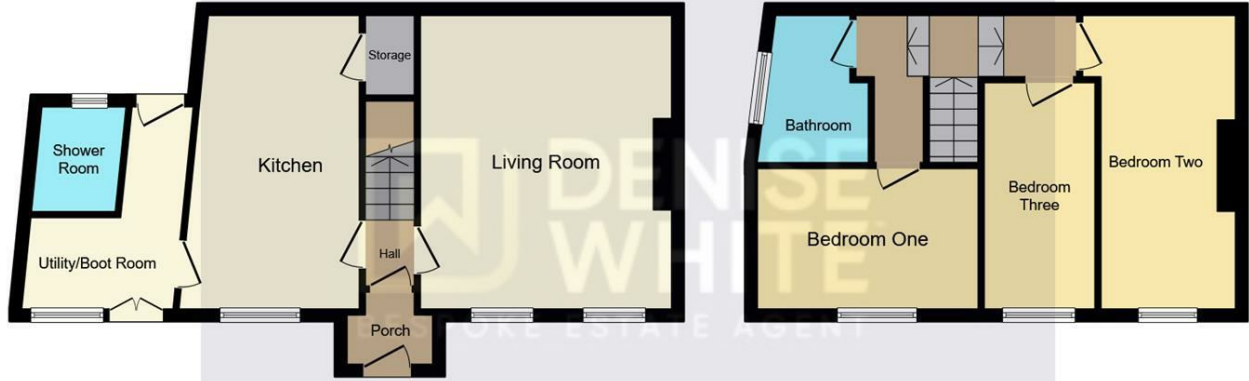 Storage
Shower
Room
Kitchen
Living Room
Utility/Boot Room
Hall
Porch
Bathroom
Bedroom One
Bedroom
Three
Bedroom Two
DENISE
WHITE
BESPOKE ESTATE AGENT